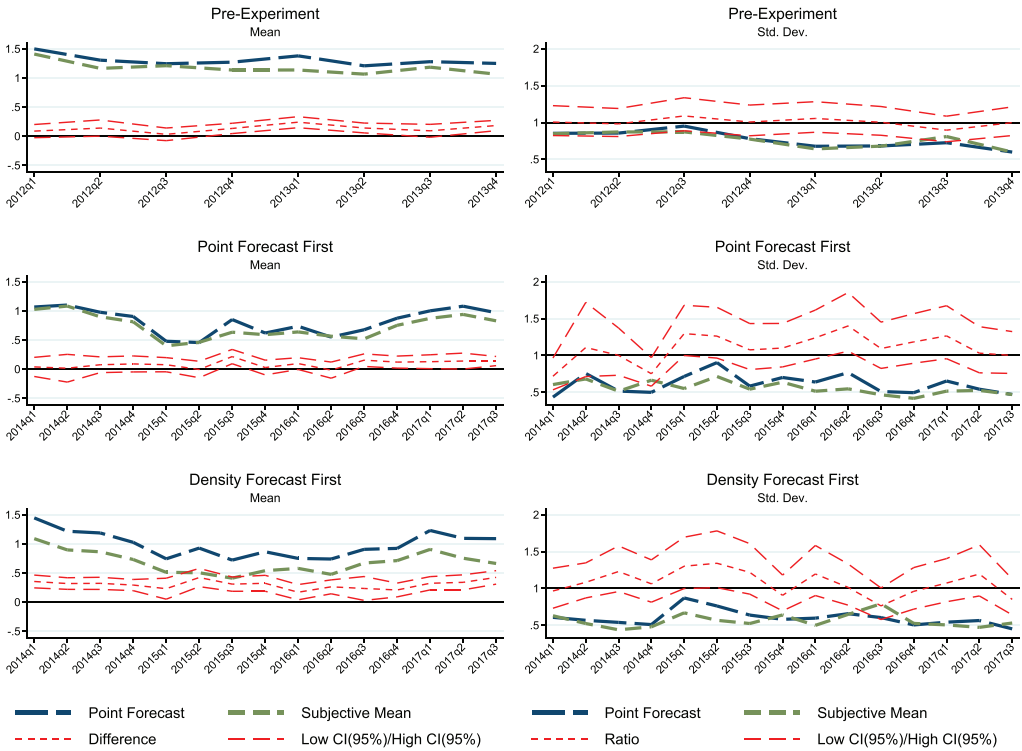 Pre-Experiment
Mean
1.5
1
.5
0
-.5
2012q1 2012q2 2012q3 2012q4 2013q1 2013q2 2013q3 2013q4
Pre-Experiment
Std. Dev.
2
1.5
1
.5
2012q1 2012q2 2012q3 2012q4 2013q1 2013q2 2013q3 2013q4
Point Forecast First
Mean
1.5
1
.5
0
-.5
2014q1 2014q2 2014q3 2014q4 2015q1 2015q2 2015q3 2015q4 2016q1 2016q2 2016q3 2016q4 2017q1 2017q2 2017q3
Point Forecast First
Std. Dev.
2
1.5
1
.5
2014q1 2014q2 2014q3 2014q4 2015q1 2015q2 2015q3 2015q4 2016q1 2016q2 2016q3 2016q4 2017q1 2017q2 2017q3
Density Forecast First
Mean
1.5
1
.5
0
-.5
2014q1 2014q2 2014q3 2014q4 2015q1 2015q2 2015q3 2015q4 2016q1 2016q2 2016q3 2016q4 2017q1 2017q2 2017q3
Density Forecast First
Std. Dev.
2
1.5
1
.5
2014q1 2014q2 2014q3 2014q4 2015q1 2015q2 2015q3 2015q4 2016q1 2016q2 2016q3 2016q4 2017q1 2017q2 2017q3
Point Forecast Subjective Mean
Difference Low CI(95%)/High CI(95%)
Point Forecast Subjective Mean
Ratio Low CI(95%)/High CI(95%)